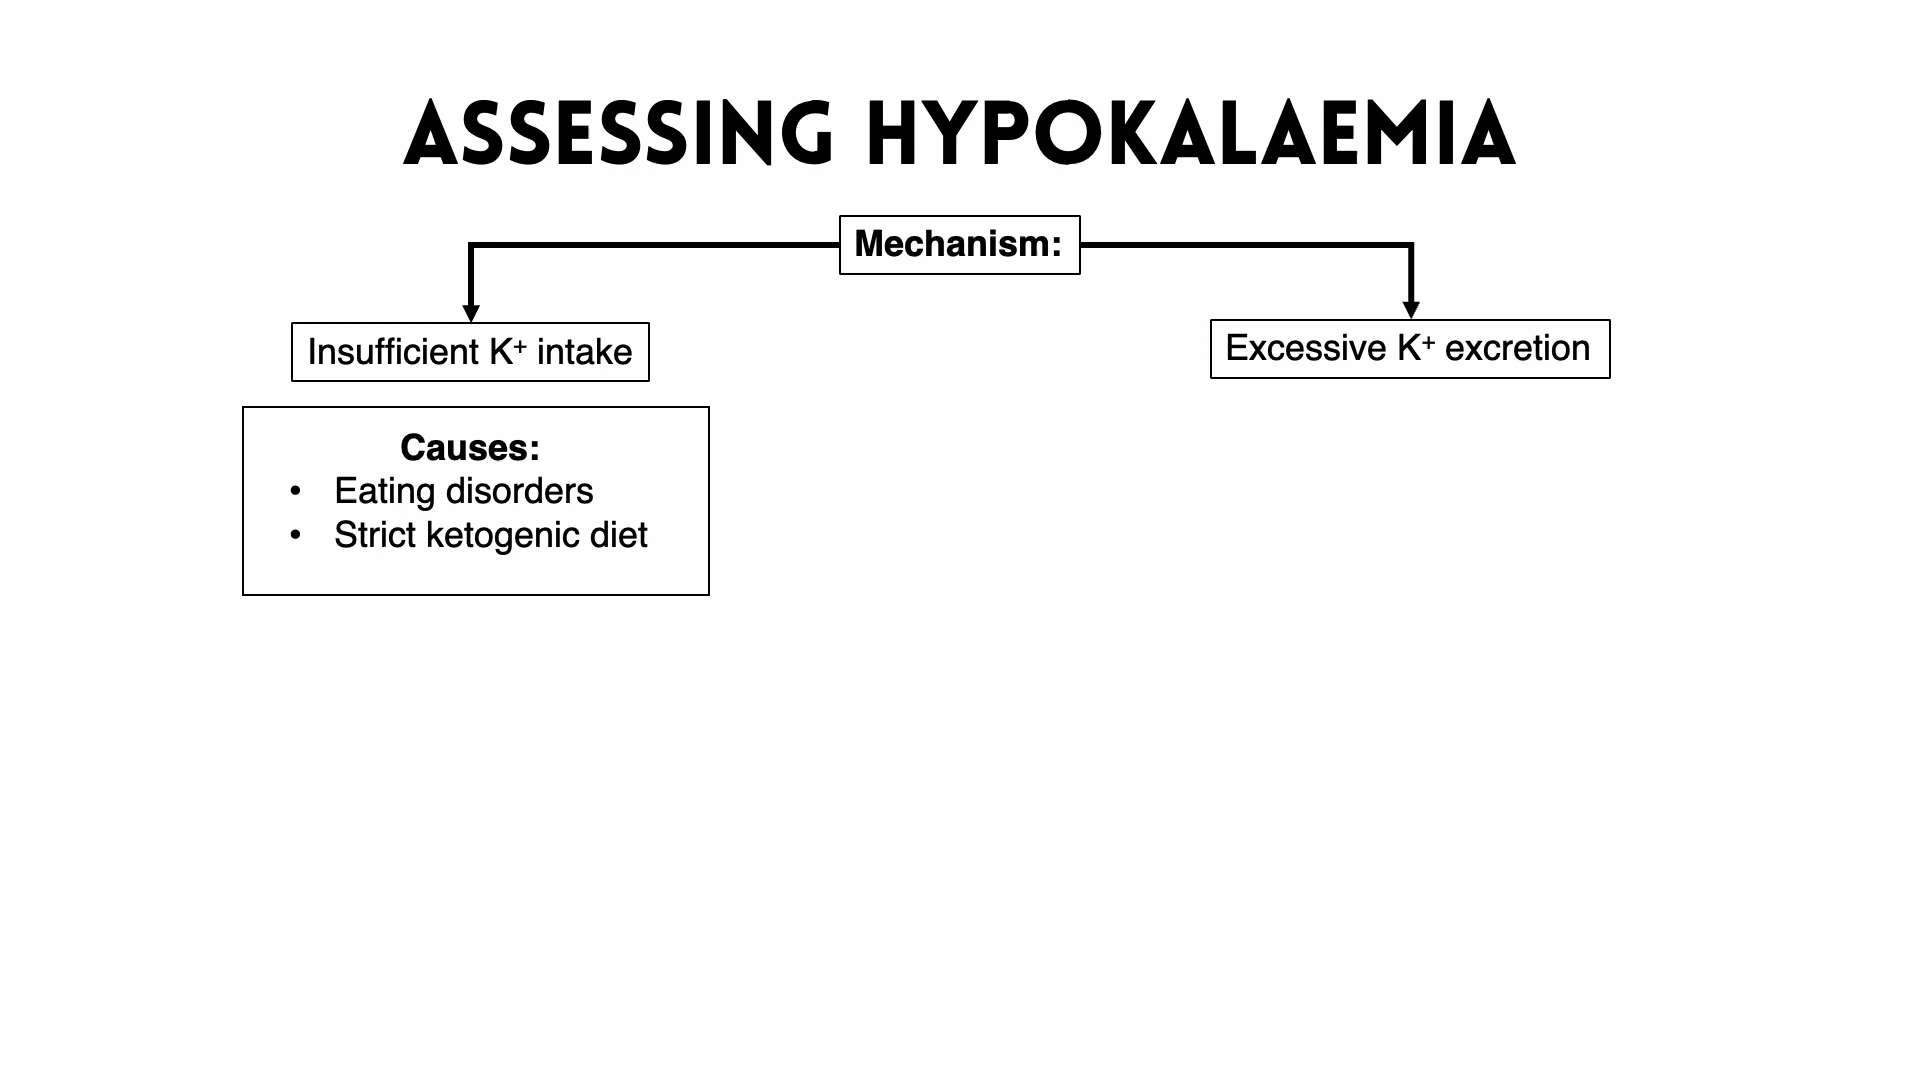 ASSESSING HYPOKALAEMIA
Mechanism:
Insufficient K⁺ intake
Excessive K⁺ excretion
Causes:
• Eating disorders
• Strict ketogenic diet